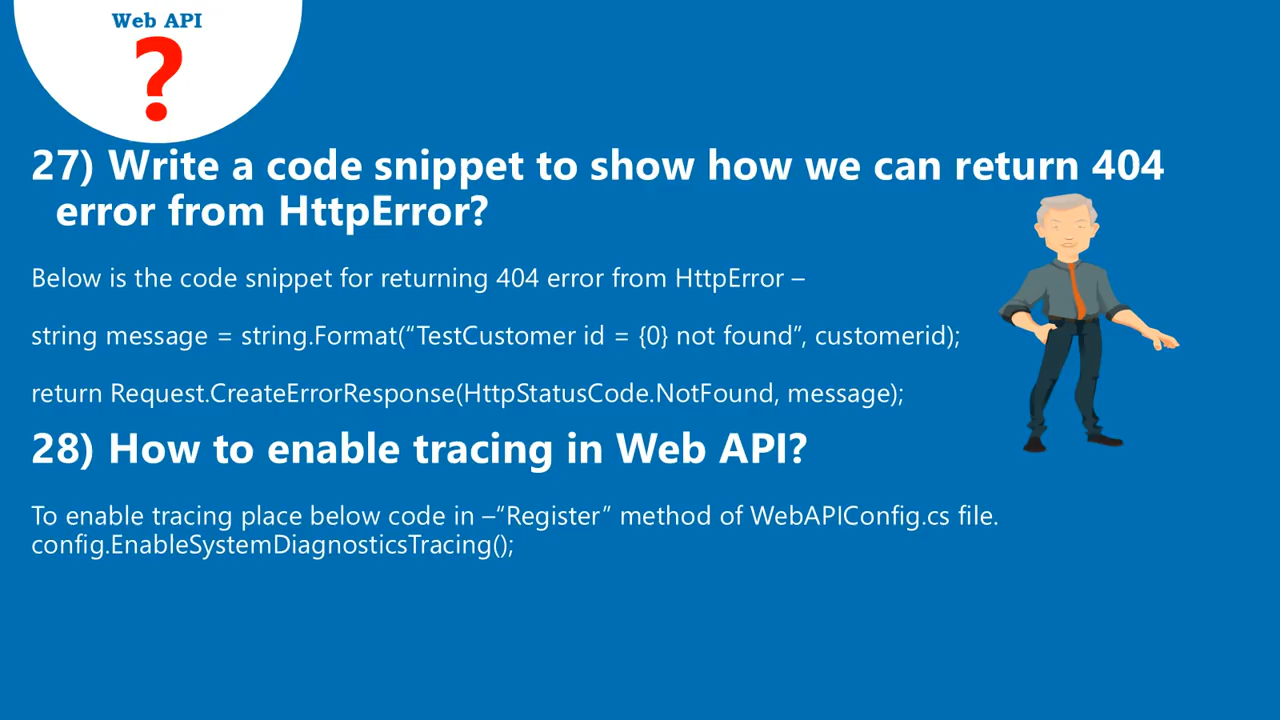 Web API
?
27) Write a code snippet to show how we can return 404
error from HttpError?
Below is the code snippet for returning 404 error from HttpError –
string message = string.Format(“TestCustomer id = {0} not found”, customerid);
return Request.CreateErrorResponse(HttpStatusCode.NotFound, message);
28) How to enable tracing in Web API?
To enable tracing place below code in –“Register” method of WebAPIConfig.cs file.
config.EnableSystemDiagnosticsTracing();